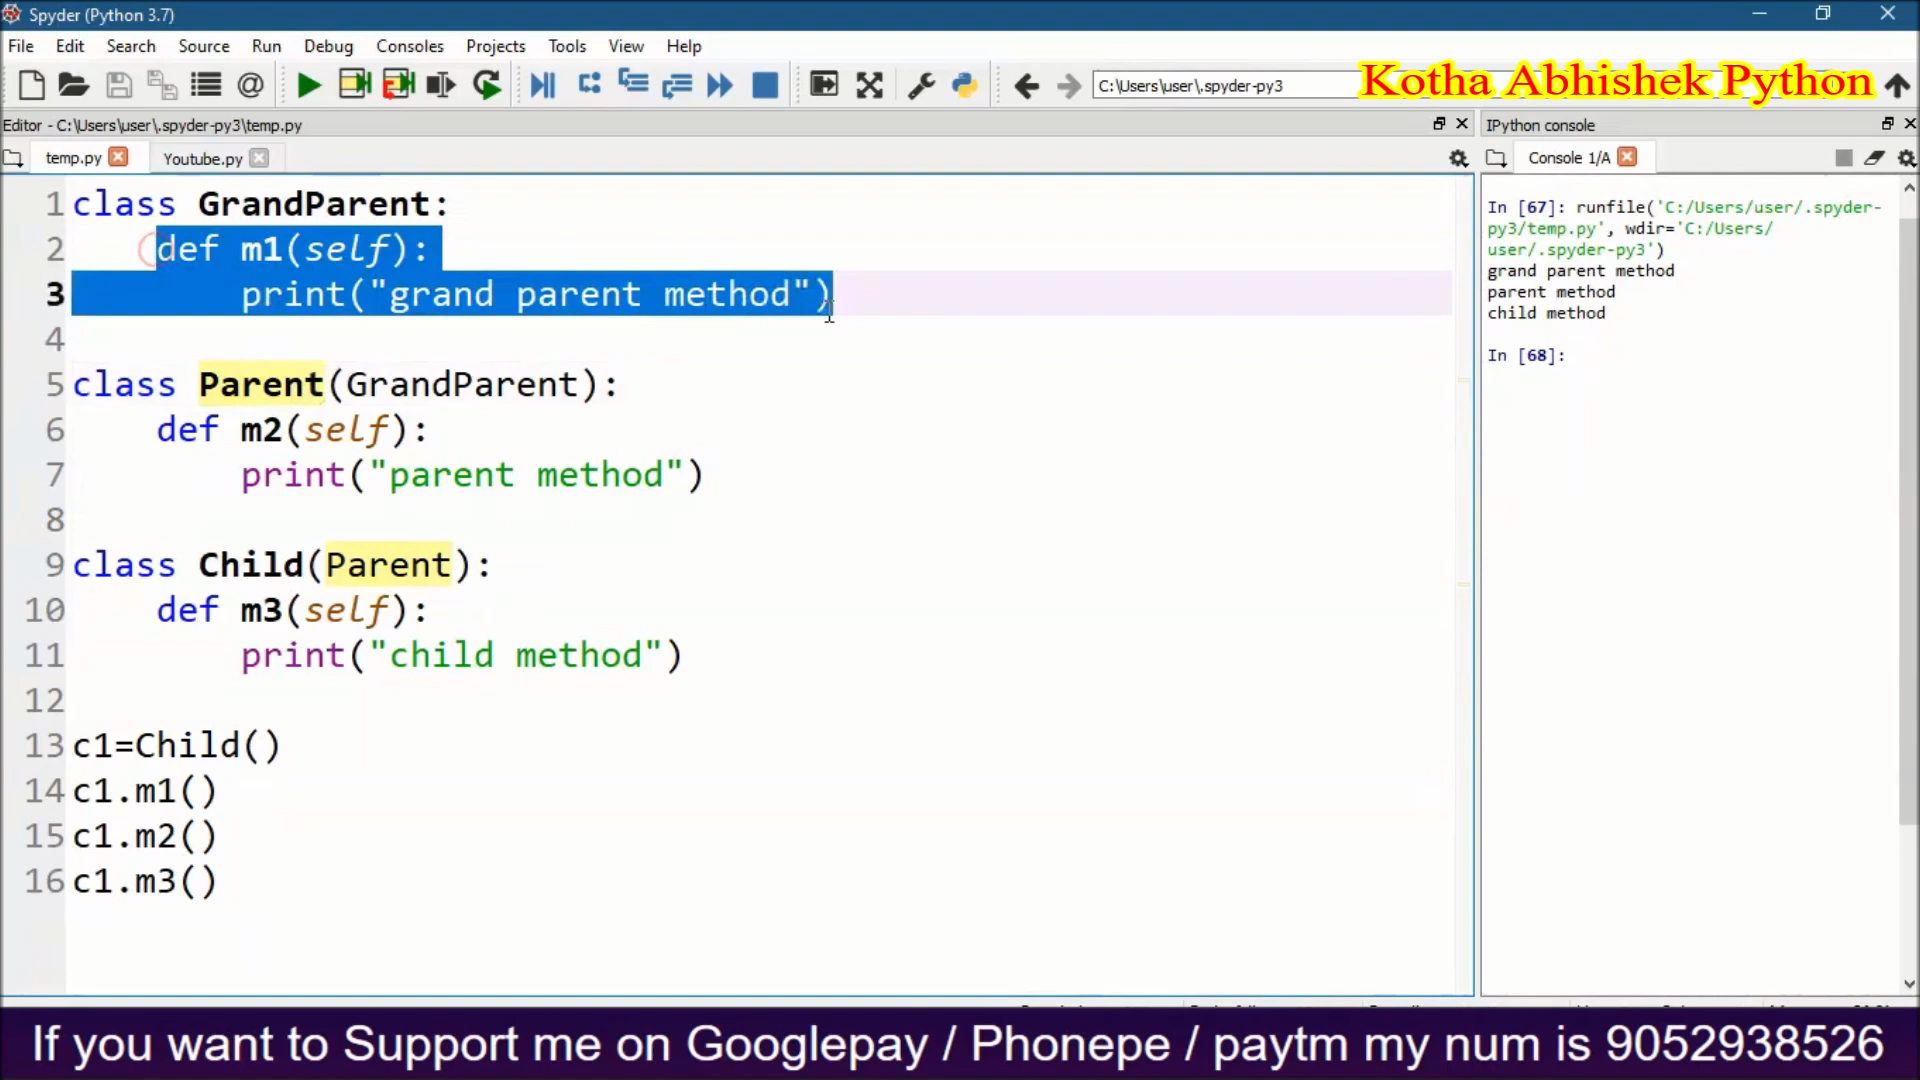 Spyder (Python 3.7)
File Edit Search Source Run Debug Consoles Projects Tools View Help
C:\Users\user\.spyder-py3
Kotha Abhishek Python
Editor - C:\Users\user\.spyder-py3\temp.py
temp.py Youtube.py
1 class GrandParent:
2     def m1(self):
3         print("grand parent method")
4
5 class Parent(GrandParent):
6     def m2(self):
7         print("parent method")
8
9 class Child(Parent):
10     def m3(self):
11         print("child method")
12
13 c1=Child()
14 c1.m1()
15 c1.m2()
16 c1.m3()
IPython console
Console 1/A
In [67]: runfile('C:/Users/user/.spyder-
py3/temp.py', wdir='C:/Users/
user/.spyder-py3')
grand parent method
parent method
child method
In [68]:
If you want to Support me on Googlepay / Phonepe / paytm my num is 9052938526